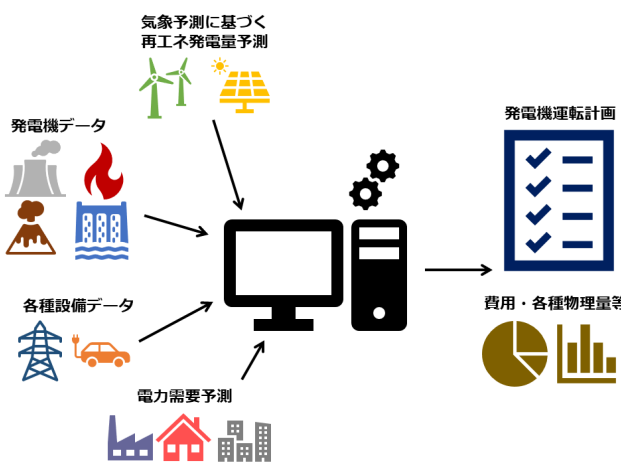 気象予測に基づく
再エネ発電量予測
発電機データ
発電機運転計画
各種設備データ
費用・各種物理量等
電力需要予測